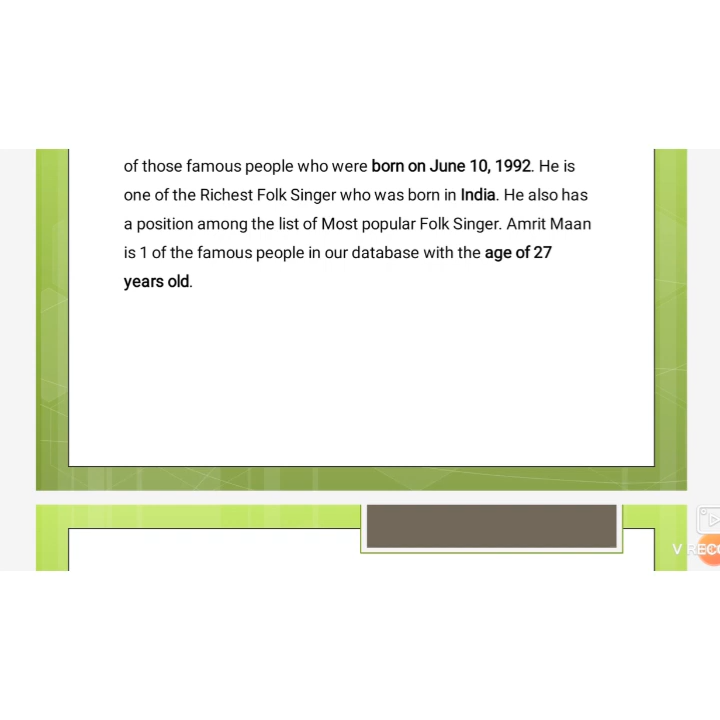 of those famous people who were born on June 10, 1992. He is
one of the Richest Folk Singer who was born in India. He also has
a position among the list of Most popular Folk Singer. Amrit Maan
is 1 of the famous people in our database with the age of 27
years old.
V RECO